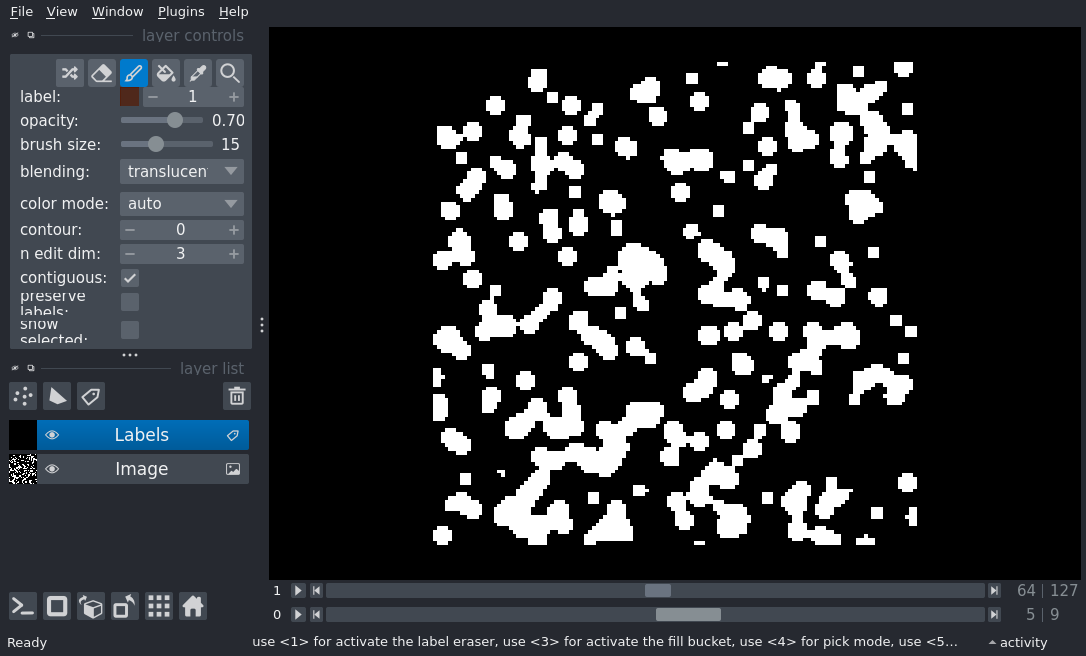 File View Window Plugins Help
layer controls
label: 1
opacity: 0.70
brush size: 15
blending: translucen
color mode: auto
contour: 0
n edit dim: 3
contiguous:
preserve
labels:
show
selected:
layer list
Labels
Image
1 64 127
0 5 9
Ready use <1> for activate the label eraser, use <3> for activate the fill bucket, use <4> for pick mode, use <5... activity